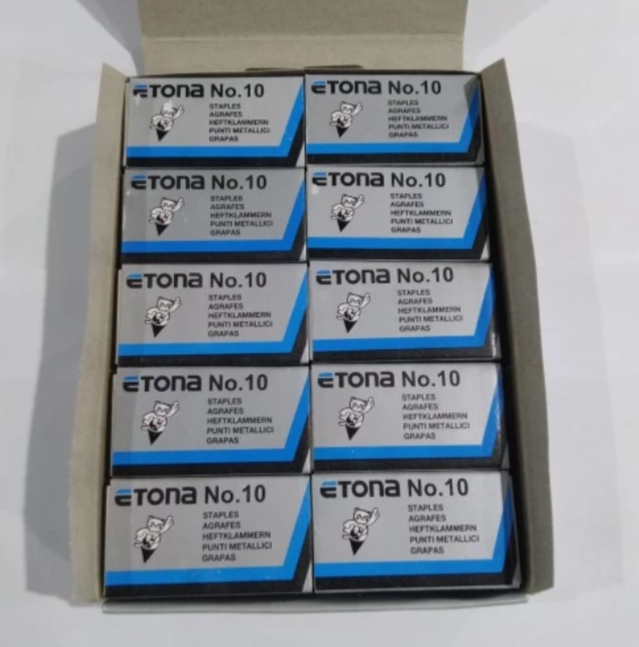 ETONA No.10
STAPLES
AGRAFES
HEFTKLAMMERN
PUNTI METALLICI
GRAPAS
ETONA No.10
STAPLES
AGRAFES
HEFTKLAMMERN
PUNTI METALLICI
GRAPAS
ETONA No.10
STAPLES
AGRAFES
HEFTKLAMMERN
PUNTI METALLICI
GRAPAS
ETONA No.10
STAPLES
AGRAFES
HEFTKLAMMERN
PUNTI METALLICI
GRAPAS
ETONA No.10
STAPLES
AGRAFES
HEFTKLAMMERN
PUNTI METALLICI
GRAPAS
ETONA No.10
STAPLES
AGRAFES
HEFTKLAMMERN
PUNTI METALLICI
GRAPAS
ETONA No.10
STAPLES
AGRAFES
HEFTKLAMMERN
PUNTI METALLICI
GRAPAS
ETONA No.10
STAPLES
AGRAFES
HEFTKLAMMERN
PUNTI METALLICI
GRAPAS
ETONA No.10
STAPLES
AGRAFES
HEFTKLAMMERN
PUNTI METALLICI
GRAPAS
ETONA No.10
STAPLES
AGRAFES
HEFTKLAMMERN
PUNTI METALLICI
GRAPAS